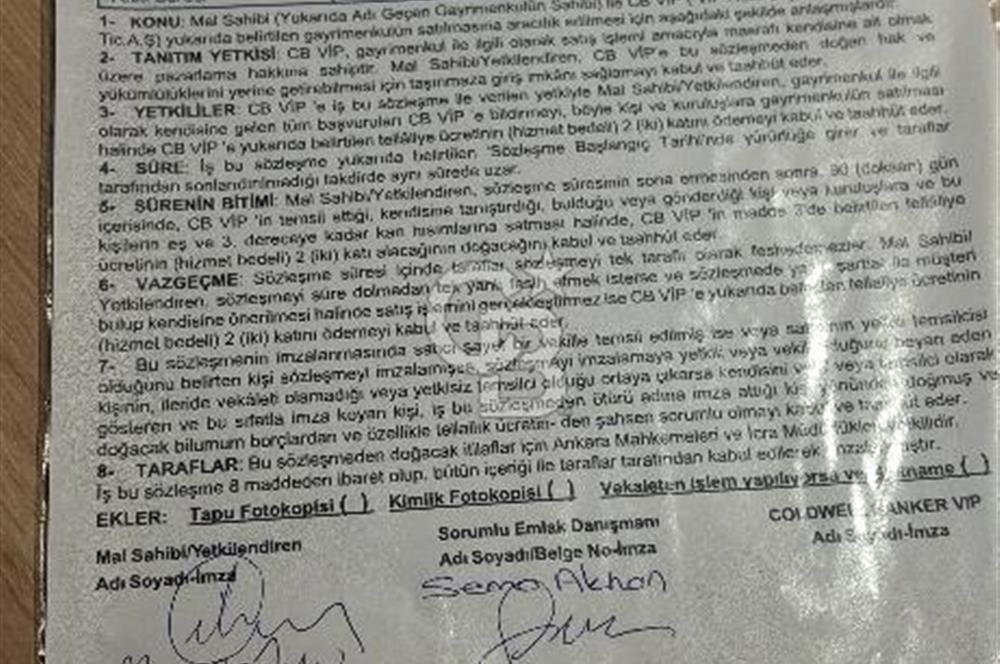 1- KONU: Mal Sahibi (Yukarıda Adı Geçen Gayrimenkulün Sahibi) ile CB
Tic.A.Ş) yukarıda belirtilen gayrimenkulün satılmasına aracılık edilmesi için aşağıdaki şekilde anlaşmışlardır.
2- TANITIM YETKİSİ: CB VİP, gayrimenkul ile ilgili olarak satış işlemi amacıyla masrafı kendisine ait olmak
üzere pazarlama hakkına sahiptir. Mal Sahibi/Yetkilendiren, CB VİP'e bu sözleşmeden doğan hak ve
yükümlülüklerini yerine getirebilmesi için taşınmaza giriş imkânı sağlamayı kabul ve taahhüt eder.
3- YETKİLİLER: CB VİP 'e iş bu sözleşme ile verilen yetkiyle Mal Sahibi/Yetkilendiren, gayrimenkul ile ilgili
olarak kendisine gelen tüm başvuruları CB VİP 'e bildirmeyi, böyle kişi ve kuruluşlara gayrimenkulün satılması
halinde CB VİP 'e yukarıda belirtilen tellaliye ücretinin (hizmet bedeli) 2 (iki) katını ödemeyi kabul ve taahhüt eder.
4- SÜRE: İş bu sözleşme yukarıda belirtilen 'Sözleşme Başlangıç Tarihi'nde yürürlüğe girer ve taraflar
tarafından sonlandırılmadığı takdirde aynı sürede uzar.
5- SÜRENİN BİTİMİ: Mal Sahibi/Yetkilendiren, sözleşme süresinin sona ermesinden sonra, 90 (doksan) gün
içerisinde, CB VİP 'in temsil ettiği, kendisine tanıştırdığı, bulduğu veya gönderdiği kişi veya kuruluşlara ve bu
kişilerin eş ve 3. dereceye kadar kan hısımlarına satması halinde, CB VİP 'in madde 3'de belirtilen tellaliye
ücretinin (hizmet bedeli) 2 (iki) katı alacağının doğacağını kabul ve taahhüt eder.
6- VAZGEÇME: Sözleşme süresi içinde taraflar sözleşmeyi tek taraflı olarak feshedemezler. Mal Sahibi/
Yetkilendiren, sözleşmeyi süre dolmadan tek yanlı fesih etmek isterse ve sözleşmede şartlar ile müşteri
bulup kendisine önerilmesi halinde satış işlemini gerçekleştirmez ise CB VİP 'e yukarıda tellaliye ücretinin
(hizmet bedeli) 2 (iki) katını ödemeyi kabul ve taahhüt eder.
7- Bu sözleşmenin imzalanmasında satıcı sayet bir vekille temsil edilmiş ise veya yetkili temsilcisi
olduğunu belirten kişi sözleşmeyi imzalamışsa, sözleşmeyi imzalamaya yetkili veya vekil olduğunu beyan eden
kişinin, ileride vekâleti olmadığı veya yetkisiz temsilci olduğu ortaya çıkarsa kendisini veya temsilci olarak
gösteren ve bu sıfatla imza koyan kişi, iş bu sözleşmeden ötürü adına imza attığı kişi yönünden doğmuş ve
doğacak bilumum borçlardan ve özellikle tellallık ücretin- den şahsen sorumlu olmayı kabul ve taahhüt eder.
8- TARAFLAR: Bu sözleşmeden doğacak ihtilaflar için Ankara Mahkemeleri ve İcra Müdürlükleri yetkilidir.
İş bu sözleşme 8 maddeden ibaret olup, bütün içeriği ile taraflar tarafından kabul edilerek imzalanmıştır.
EKLER: Tapu Fotokopisi ( ) Kimlik Fotokopisi ( ) Vekaleten işlem yapılıyorsa vekaletname ( )
Mal Sahibi/Yetkilendiren
Adı Soyadı-İmza
Sorumlu Emlak Danışmanı
Adı Soyadı/Belge No-İmza
Sema Akhan
COLDWELL BANKER VIP
Adı Soyadı-İmza